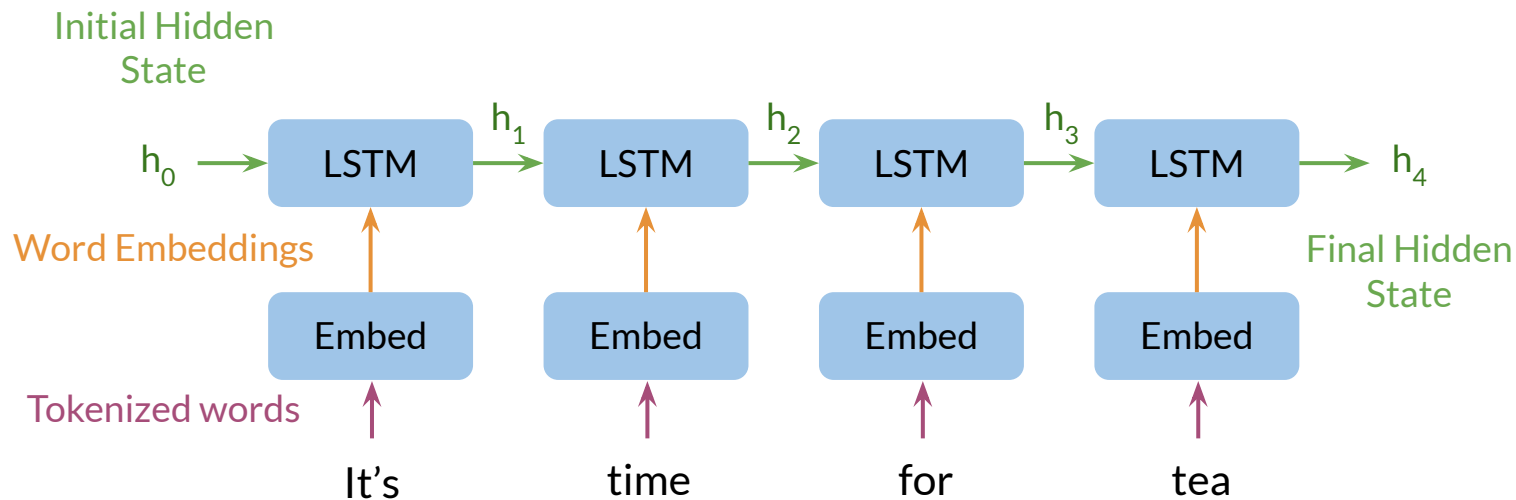 Initial Hidden
State
h₀
LSTM
h₁
LSTM
h₂
LSTM
h₃
LSTM
h₄
Word Embeddings
Final Hidden
State
Embed
Embed
Embed
Embed
Tokenized words
It’s
time
for
tea